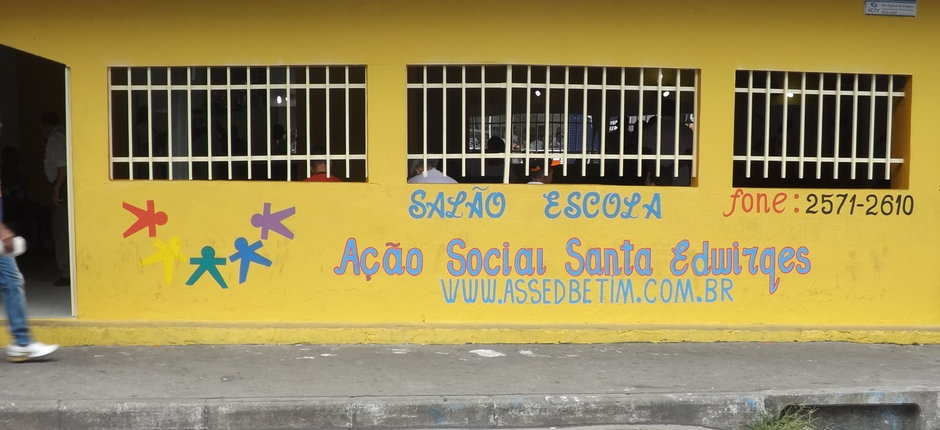 SALÃO ESCOLA fone: 2571-2610
Ação Social Santa Edwirges
WWW.ASSEDBETIM.COM.BR